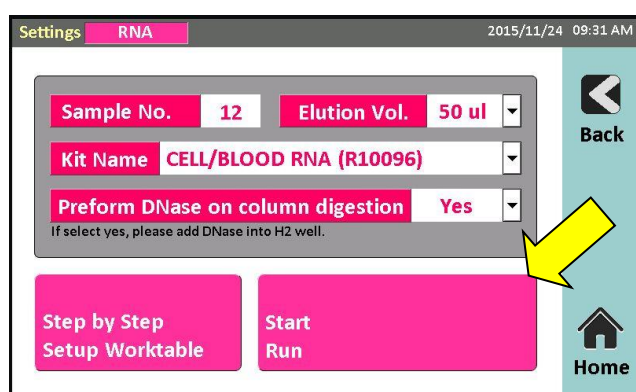 Settings RNA 2015/11/24 09:31 AM
Sample No. 12 Elution Vol. 50 ul
Back
Kit Name CELL/BLOOD RNA (R10096)
Preform DNase on column digestion Yes
If select yes, please add DNase into H2 well.
Step by Step
Setup Worktable
Start
Run
Home